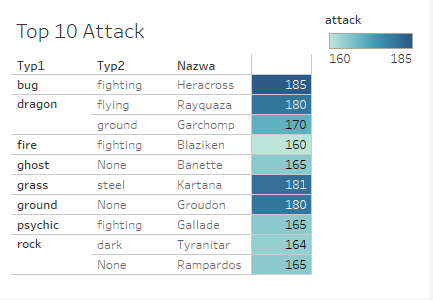 Top 10 Attack
attack
160 185
Typ1 Typ2 Nazwa
bug fighting Heracross 185
dragon flying Rayquaza 180
ground Garchomp 170
fire fighting Blaziken 160
ghost None Banette 165
grass steel Kartana 181
ground None Groudon 180
psychic fighting Gallade 165
rock dark Tyranitar 164
None Rampardos 165